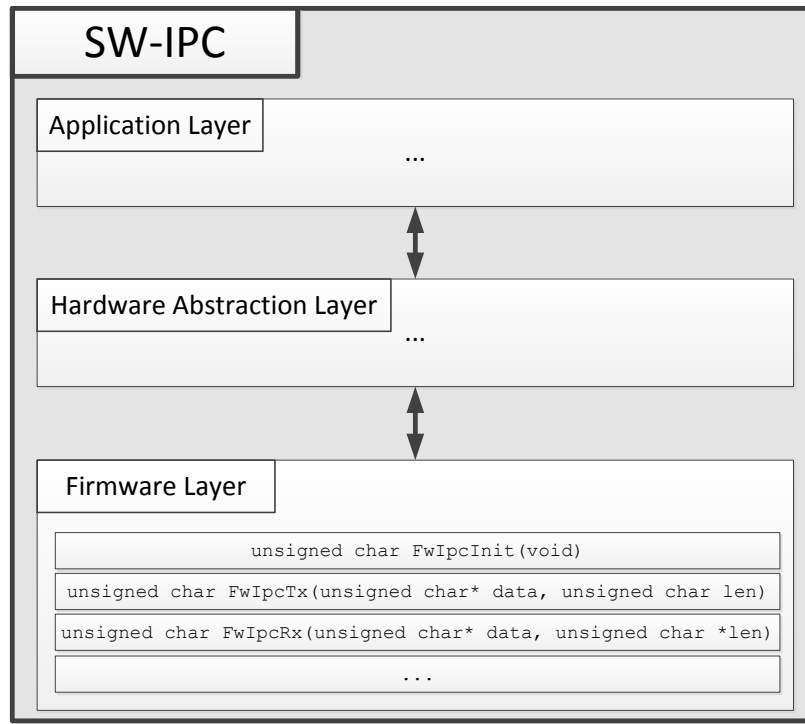 SW-IPC
Application Layer
...
Hardware Abstraction Layer
...
Firmware Layer
unsigned char FwIpcInit(void)
unsigned char FwIpcTx(unsigned char* data, unsigned char len)
unsigned char FwIpcRx(unsigned char* data, unsigned char *len)
...